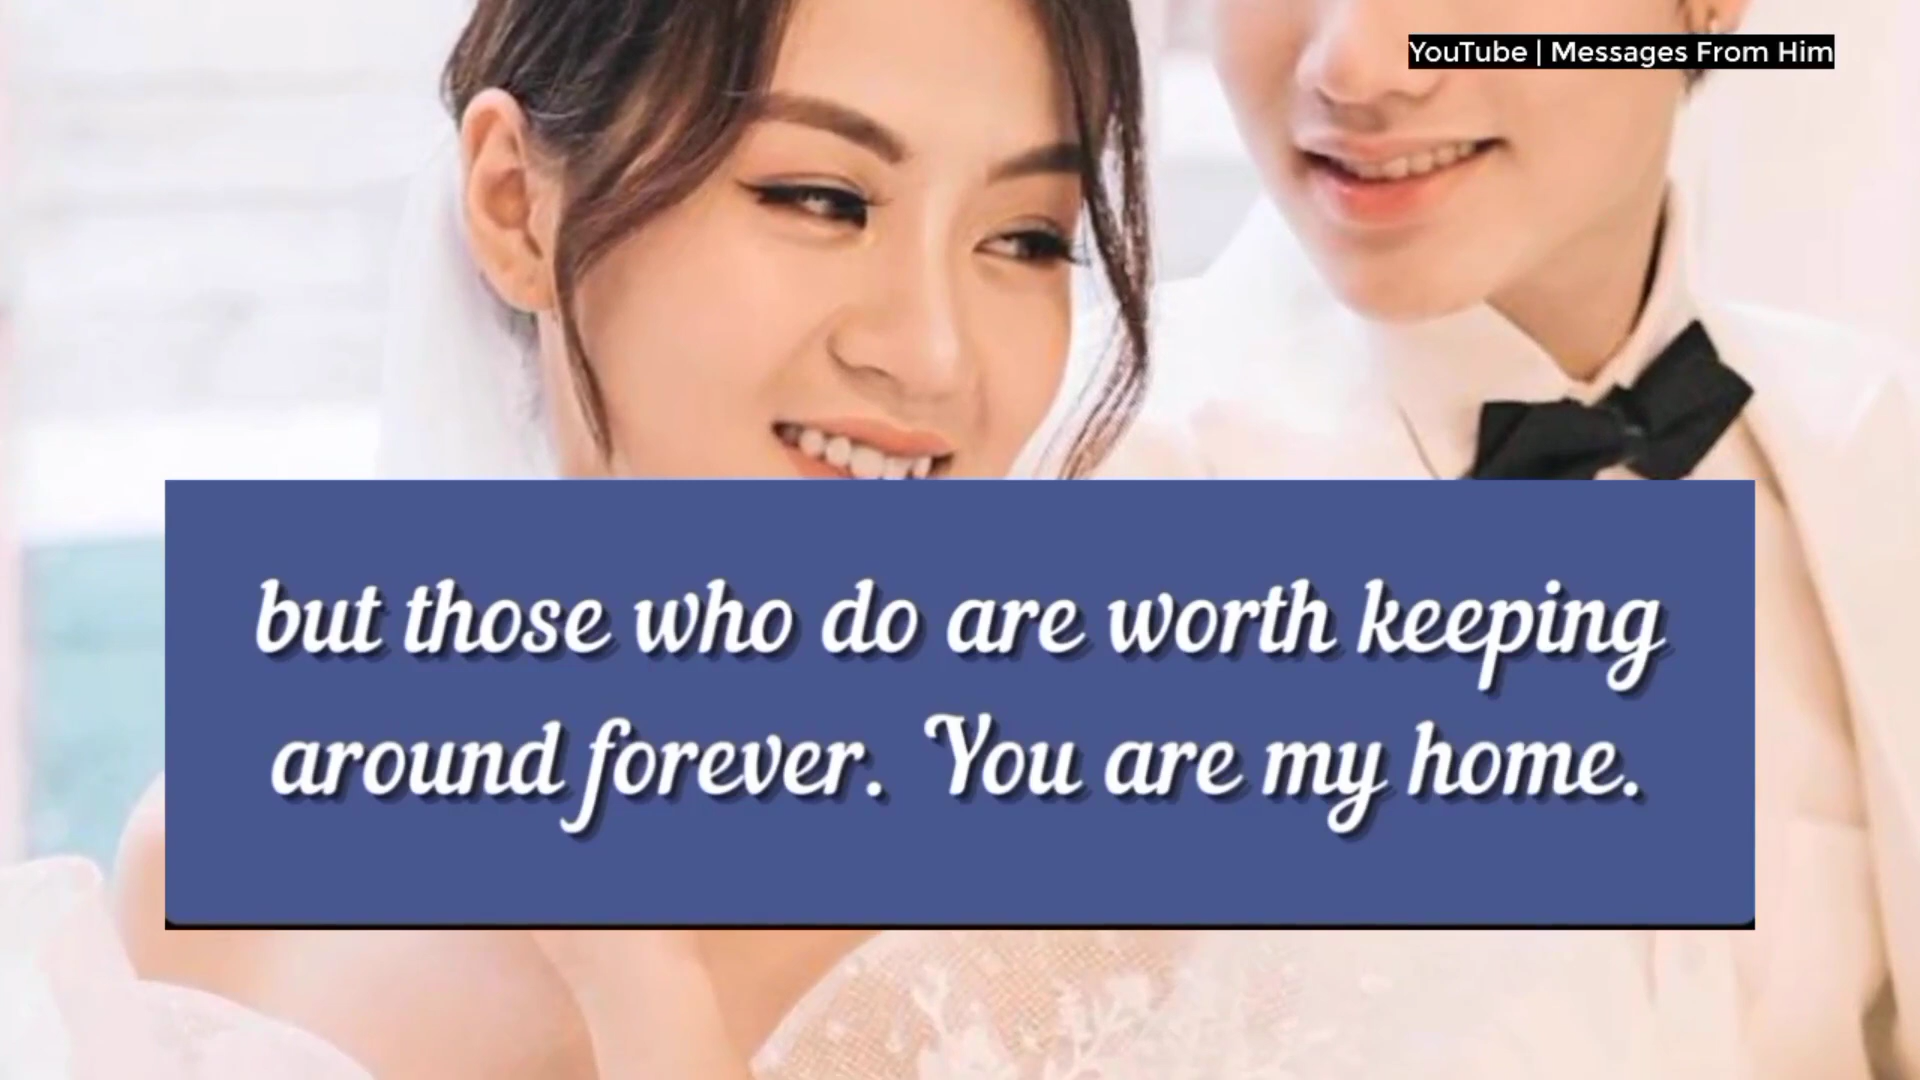 YouTube | Messages From Him
but those who do are worth keeping
around forever. You are my home.